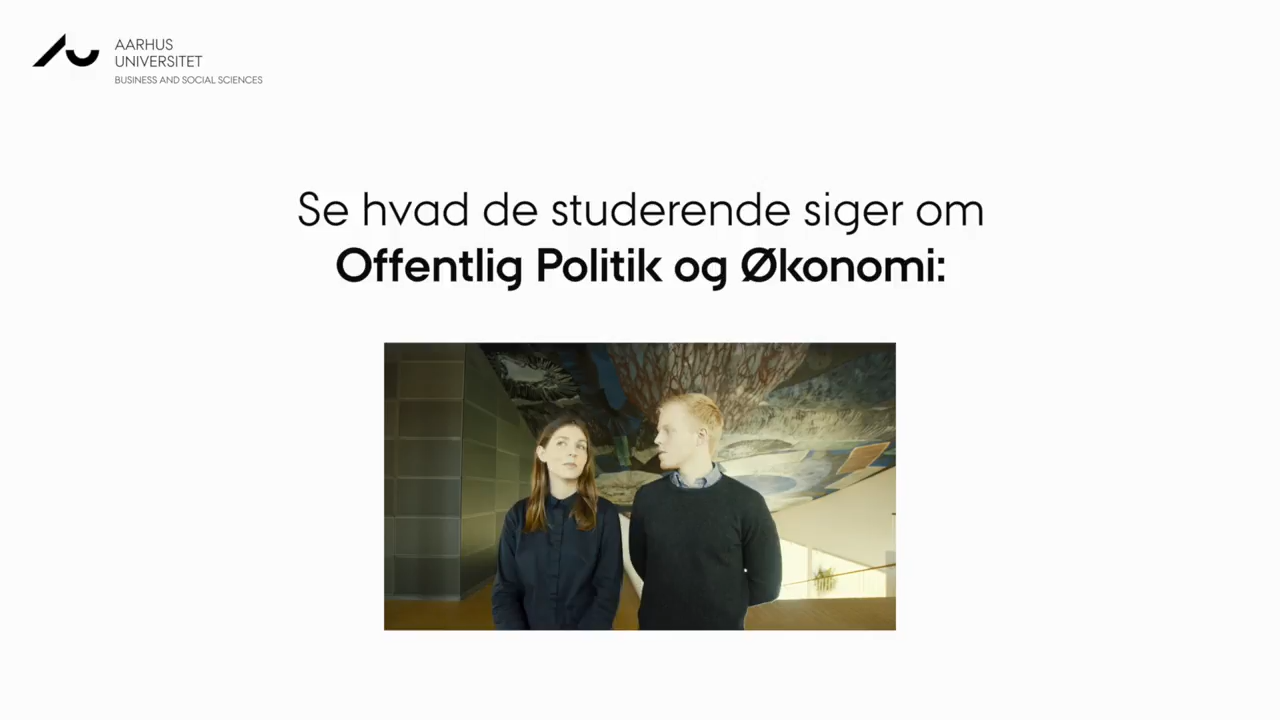 AARHUS
UNIVERSITET
BUSINESS AND SOCIAL SCIENCES
Se hvad de studerende siger om
Offentlig Politik og Økonomi: